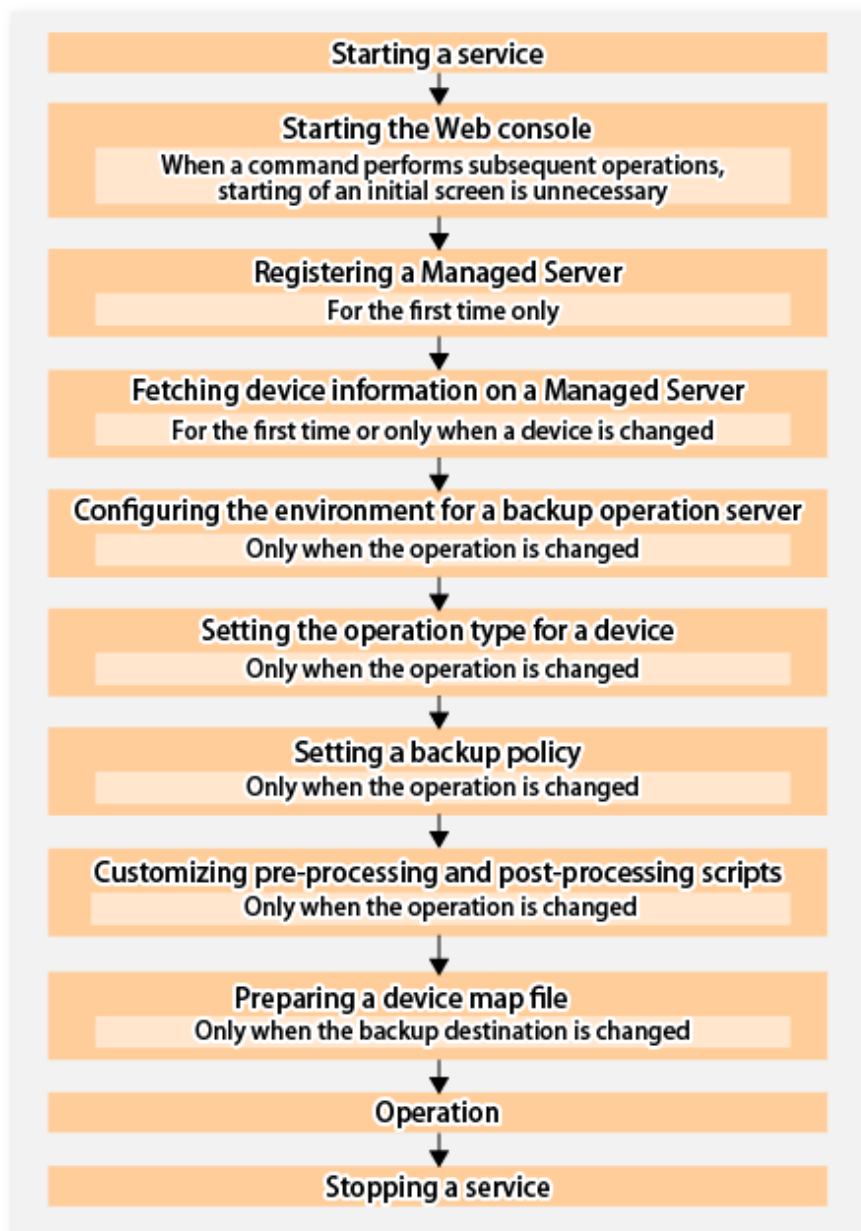 Starting a service
Starting the Web console
When a command performs subsequent operations,
starting of an initial screen is unnecessary
Registering a Managed Server
For the first time only
Fetching device information on a Managed Server
For the first time or only when a device is changed
Configuring the environment for a backup operation server
Only when the operation is changed
Setting the operation type for a device
Only when the operation is changed
Setting a backup policy
Only when the operation is changed
Customizing pre-processing and post-processing scripts
Only when the operation is changed
Preparing a device map file
Only when the backup destination is changed
Operation
Stopping a service